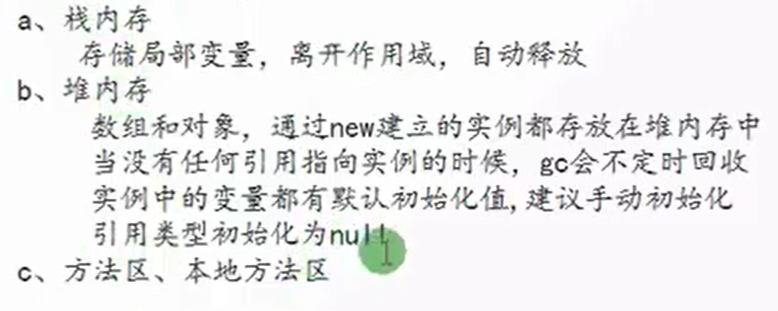 a、栈内存
存储局部变量，离开作用域，自动释放
b、堆内存
数组和对象，通过new建立的实例都存放在堆内存中
当没有任何引用指向实例的时候，gc会不定时回收
实例中的变量都有默认初始化值,建议手动初始化
引用类型初始化为null
c、方法区、本地方法区